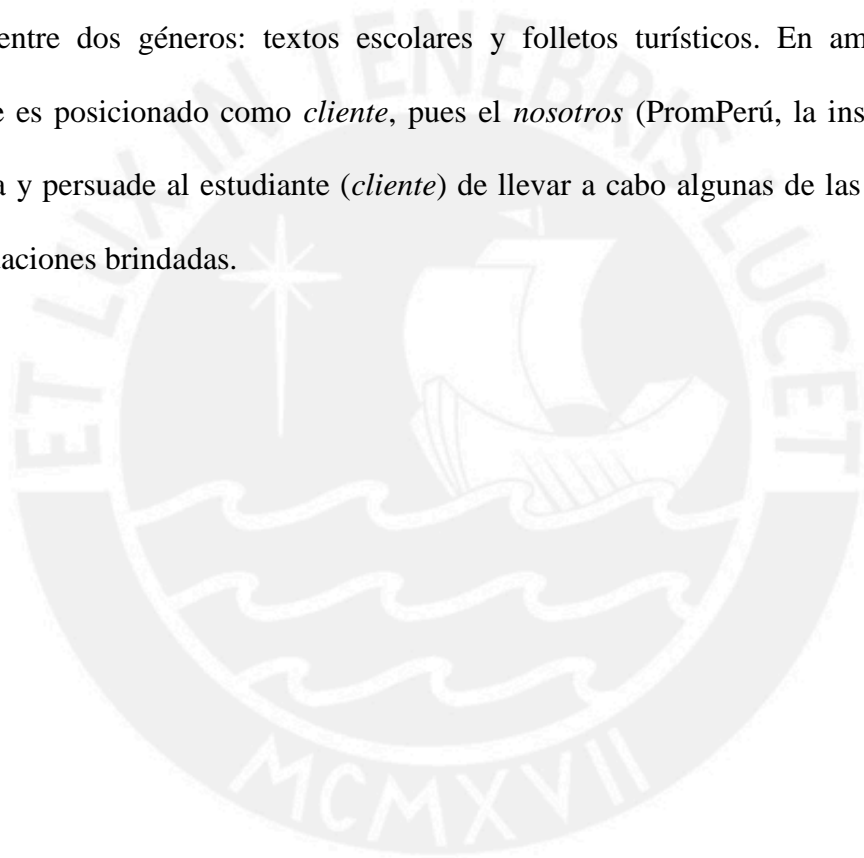 entre dos géneros: textos escolares y folletos turísticos. En am
e es posicionado como cliente, pues el nosotros (PromPerú, la ins
a y persuade al estudiante (cliente) de llevar a cabo algunas de las
aciones brindadas.
ET LUX IN TENEBRIS LUCET
MCMXVII